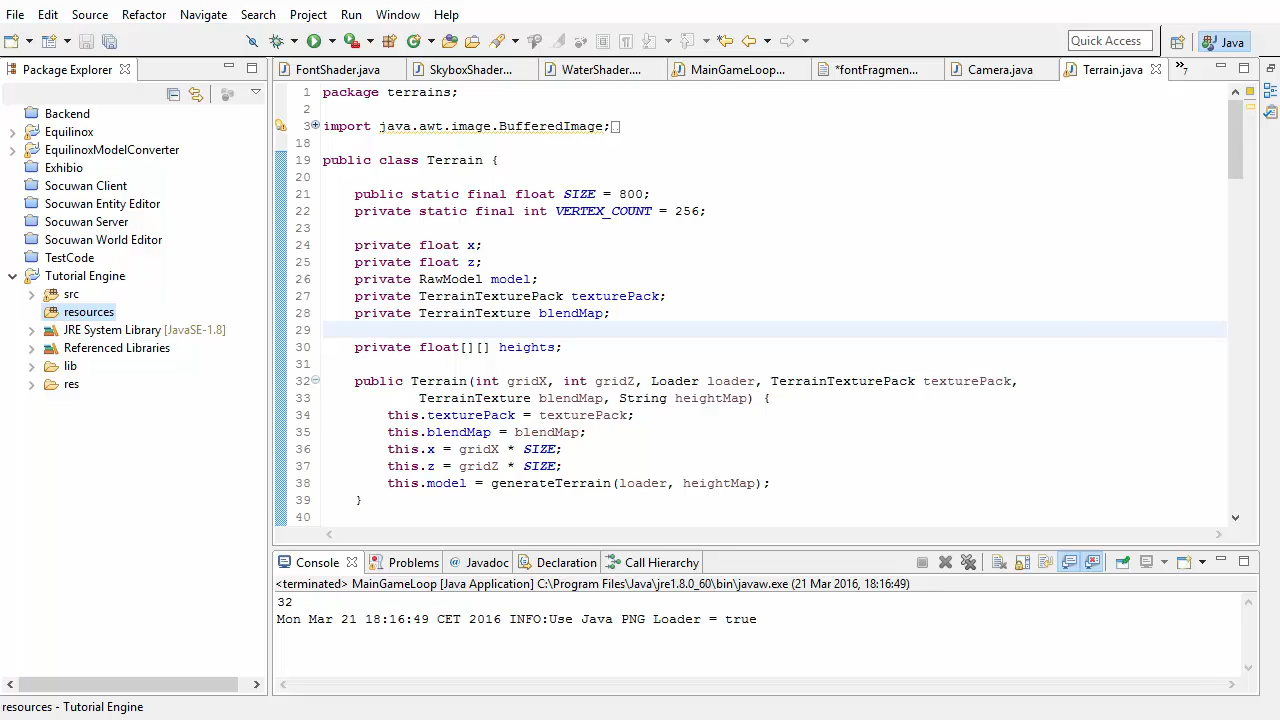 File Edit Source Refactor Navigate Search Project Run Window Help
Quick Access
Java
Package Explorer
FontShader.java
SkyboxShader...
WaterShader....
MainGameLoop...
*fontFragmen...
Camera.java
Terrain.java
7
Backend
Equilinox
EquilinoxModelConverter
Exhibio
Socuwan Client
Socuwan Entity Editor
Socuwan Server
Socuwan World Editor
TestCode
Tutorial Engine
src
resources
JRE System Library [JavaSE-1.8]
Referenced Libraries
lib
res
1 package terrains;
2
3 import java.awt.image.BufferedImage;
18
19 public class Terrain {
20
21 public static final float SIZE = 800;
22 private static final int VERTEX_COUNT = 256;
23
24 private float x;
25 private float z;
26 private RawModel model;
27 private TerrainTexturePack texturePack;
28 private TerrainTexture blendMap;
29
30 private float[][] heights;
31
32 public Terrain(int gridX, int gridZ, Loader loader, TerrainTexturePack texturePack,
33 TerrainTexture blendMap, String heightMap) {
34 this.texturePack = texturePack;
35 this.blendMap = blendMap;
36 this.x = gridX * SIZE;
37 this.z = gridZ * SIZE;
38 this.model = generateTerrain(loader, heightMap);
39 }
40
Console Problems @ Javadoc Declaration Call Hierarchy
<terminated> MainGameLoop [Java Application] C:\Program Files\Java\jre1.8.0_60\bin\javaw.exe (21 Mar 2016, 18:16:49)
32
Mon Mar 21 18:16:49 CET 2016 INFO:Use Java PNG Loader = true
resources - Tutorial Engine